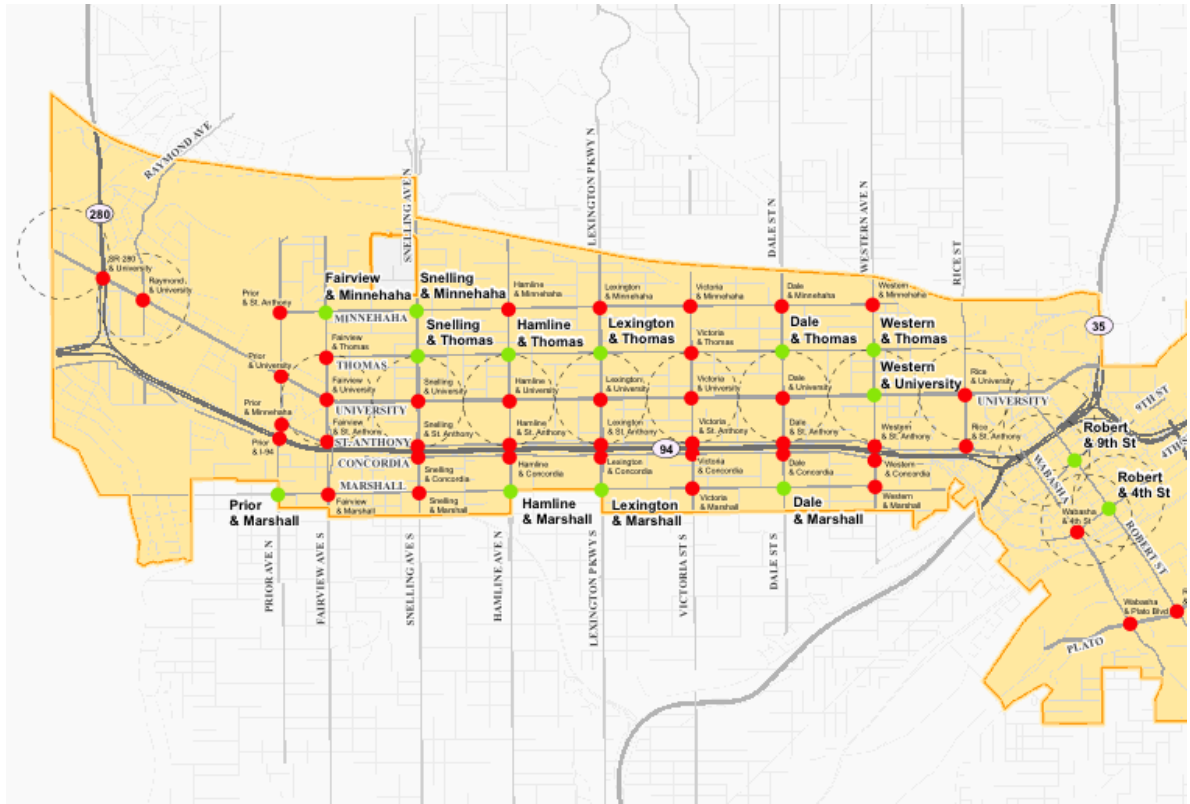 RAYMOND AVE
SNELLING AVE N
LEXINGTON PKWY N
DALE ST N
WESTERN AVE N
RICE ST
280
35
SR-280
& University
Raymond
& University
Prior
& St. Anthony
Fairview
& Minnehaha
Snelling
& Minnehaha
Hamline
& Minnehaha
Lexington
& Minnehaha
Victoria
& Minnehaha
Dale
& Minnehaha
Western
& Minnehaha
MINNEHAHA
Fairview
& Thomas
Snelling
& Thomas
Hamline
& Thomas
Lexington
& Thomas
Victoria
& Thomas
Dale
& Thomas
Western
& Thomas
THOMAS
Prior
& University
Fairview
& University
Snelling
& University
Hamline
& University
Lexington
& University
Victoria
& University
Dale
& University
Western
& University
Rice
& University
UNIVERSITY
UNIVERSITY
Prior
& Minnehaha
Fairview
& St. Anthony
Snelling
& St. Anthony
Hamline
& St. Anthony
Lexington
& St. Anthony
Victoria
& St. Anthony
Dale
& St. Anthony
Western
& St. Anthony
Rice
& St. Anthony
ST. ANTHONY
Prior
& I-94
94
CONCORDIA
Snelling
& Concordia
Hamline
& Concordia
Lexington
& Concordia
Victoria
& Concordia
Dale
& Concordia
Western
& Concordia
MARSHALL
Prior
& Marshall
Fairview
& Marshall
Snelling
& Marshall
Hamline
& Marshall
Lexington
& Marshall
Victoria
& Marshall
Dale
& Marshall
Western
& Marshall
9TH ST
Robert
& 9th St
Robert
& 4th St
WABASHA
Wabasha
& 4th St
ROBERT ST
PRIOR AVE N
FAIRVIEW AVE S
SNELLING AVE S
HAMLINE AVE N
LEXINGTON PKWY S
VICTORIA ST S
DALE ST S
Wabasha
& Plato Blvd
PLATO